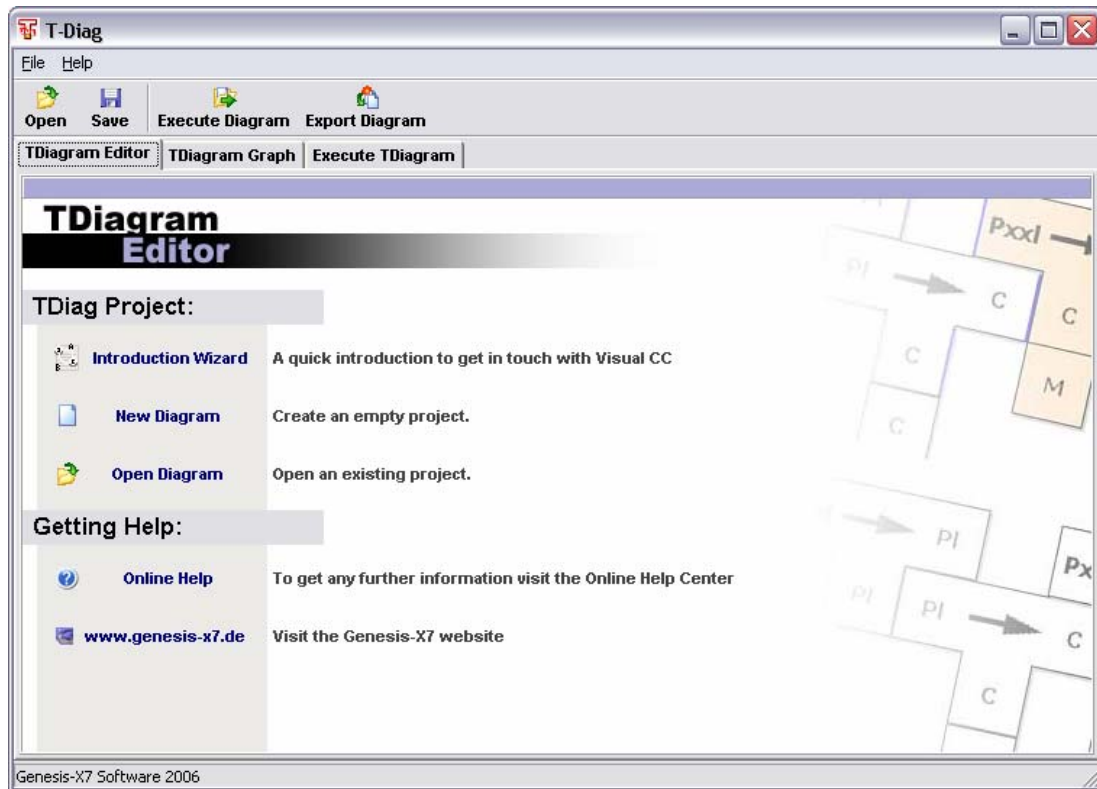 T-Diag
File Help
Open Save Execute Diagram Export Diagram
TDiagram Editor TDiagram Graph Execute TDiagram
TDiagram
Editor
TDiag Project:
Introduction Wizard A quick introduction to get in touch with Visual CC
New Diagram Create an empty project.
Open Diagram Open an existing project.
Getting Help:
Online Help To get any further information visit the Online Help Center
www.genesis-x7.de Visit the Genesis-X7 website
Pxxl
PI C C
C M
C
PI
Px
PI PI C
C
Genesis-X7 Software 2006